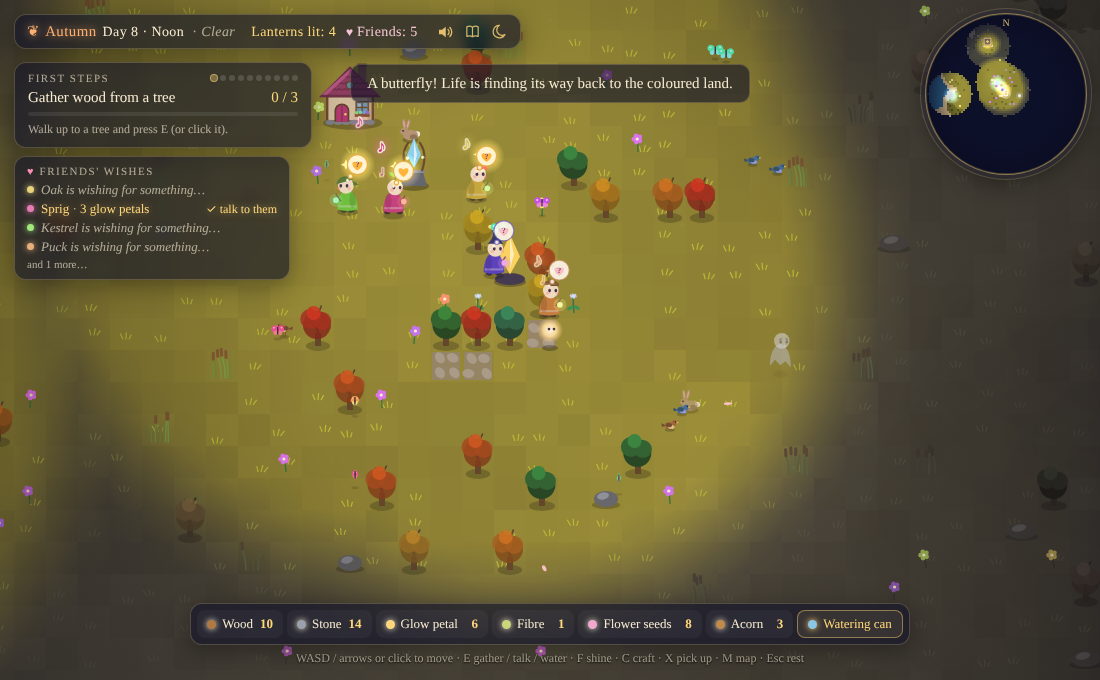 Autumn Day 8 · Noon · Clear Lanterns lit: 4 ♥ Friends: 5
N
A butterfly! Life is finding its way back to the coloured land.
FIRST STEPS
Gather wood from a tree 0 / 3
Walk up to a tree and press E (or click it).
♥ FRIENDS' WISHES
Oak is wishing for something…
Sprig · 3 glow petals ✓ talk to them
Kestrel is wishing for something…
Puck is wishing for something…
and 1 more…
Wood 10 Stone 14 Glow petal 6 Fibre 1 Flower seeds 8 Acorn 3 Watering can
WASD / arrows or click to move · E gather / talk / water · F shine · C craft · X pick up · M map · Esc rest